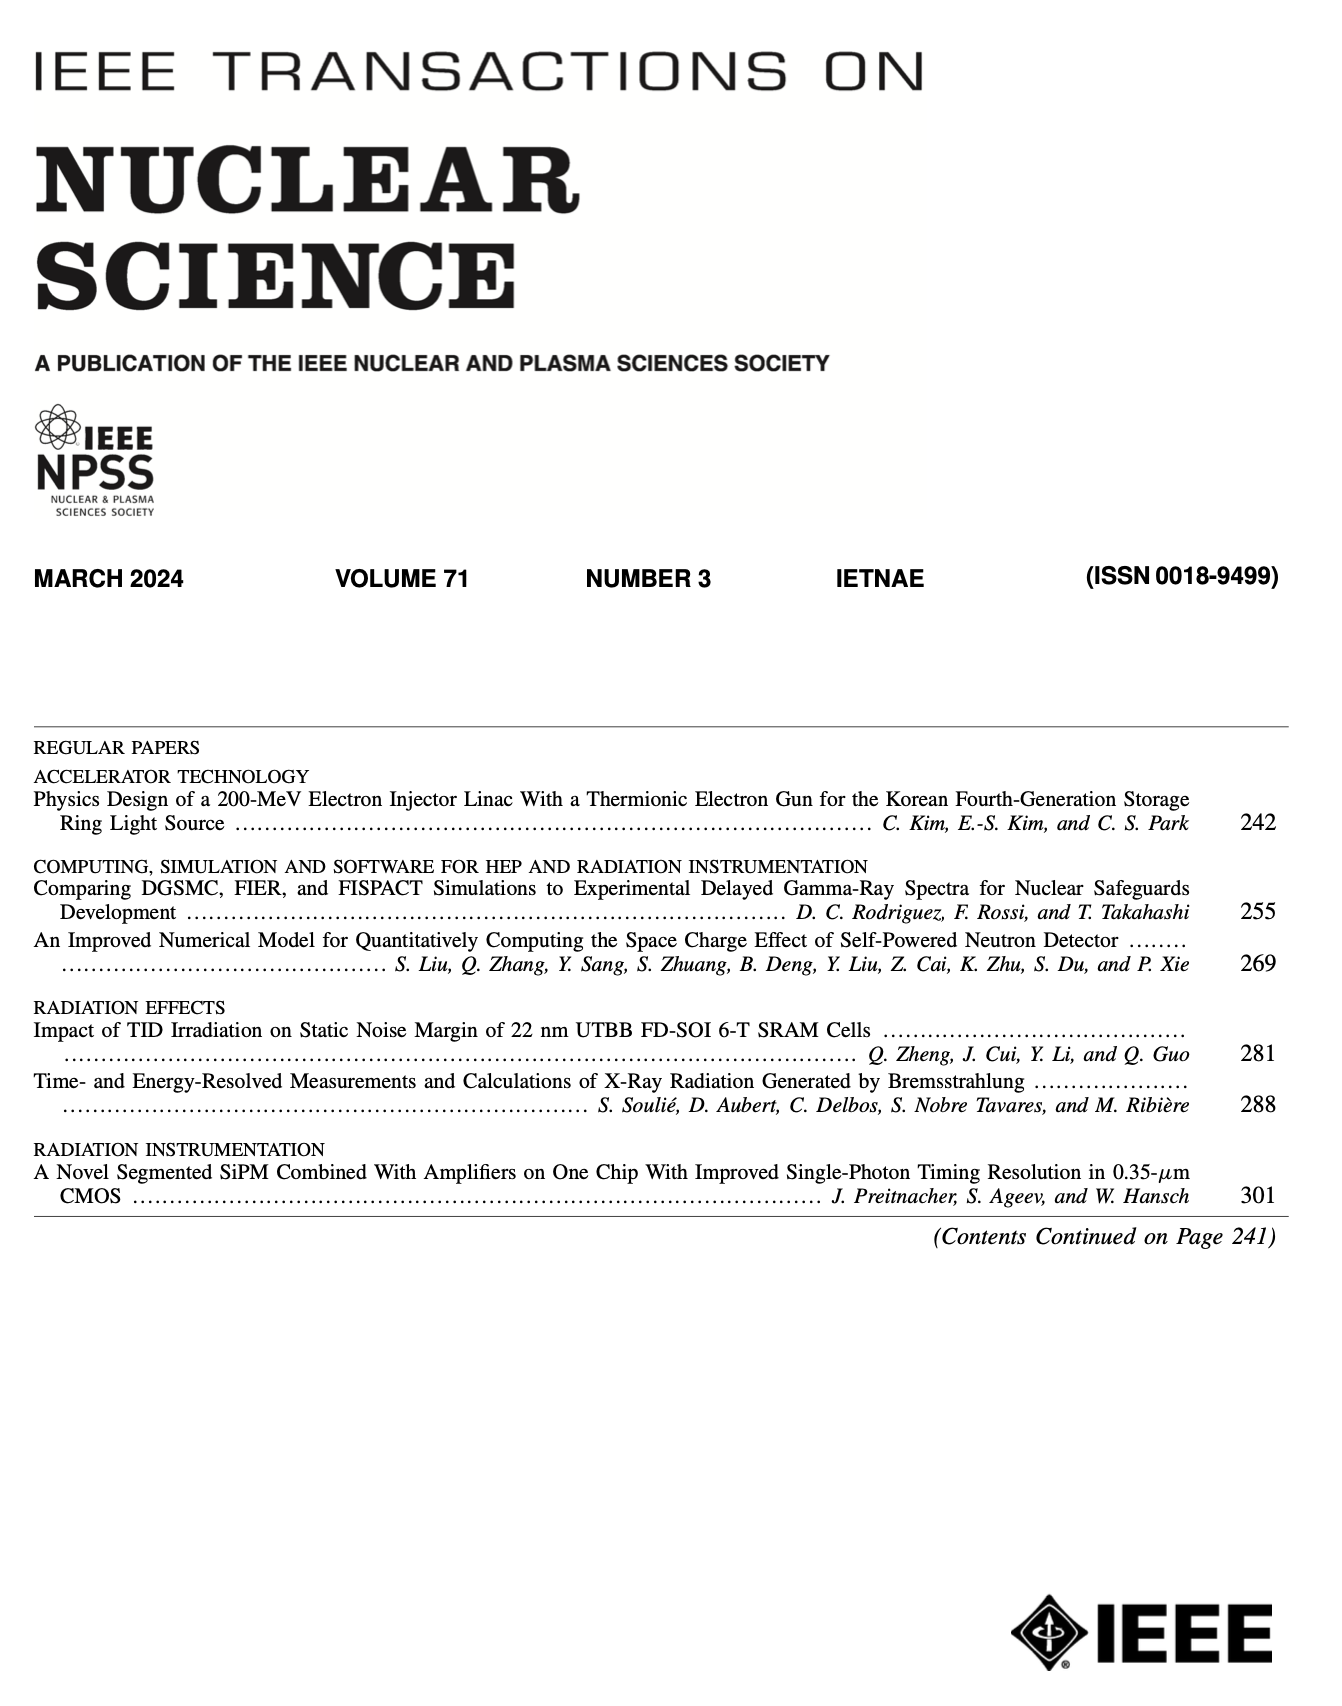 IEEE TRANSACTIONS ON
NUCLEAR
SCIENCE
A PUBLICATION OF THE IEEE NUCLEAR AND PLASMA SCIENCES SOCIETY
IEEE
NPSS
NUCLEAR & PLASMA
SCIENCES SOCIETY
MARCH 2024 VOLUME 71 NUMBER 3 IETNAE (ISSN 0018-9499)
REGULAR PAPERS
ACCELERATOR TECHNOLOGY
Physics Design of a 200-MeV Electron Injector Linac With a Thermionic Electron Gun for the Korean Fourth-Generation Storage
Ring Light Source ........ C. Kim, E.-S. Kim, and C. S. Park 242
COMPUTING, SIMULATION AND SOFTWARE FOR HEP AND RADIATION INSTRUMENTATION
Comparing DGSMC, FIER, and FISPACT Simulations to Experimental Delayed Gamma-Ray Spectra for Nuclear Safeguards
Development ........ D. C. Rodriguez, F. Rossi, and T. Takahashi 255
An Improved Numerical Model for Quantitatively Computing the Space Charge Effect of Self-Powered Neutron Detector ........
........ S. Liu, Q. Zhang, Y. Sang, S. Zhuang, B. Deng, Y. Liu, Z. Cai, K. Zhu, S. Du, and P. Xie 269
RADIATION EFFECTS
Impact of TID Irradiation on Static Noise Margin of 22 nm UTBB FD-SOI 6-T SRAM Cells ........
........ Q. Zheng, J. Cui, Y. Li, and Q. Guo 281
Time- and Energy-Resolved Measurements and Calculations of X-Ray Radiation Generated by Bremsstrahlung ........
........ S. Soulié, D. Aubert, C. Delbos, S. Nobre Tavares, and M. Ribière 288
RADIATION INSTRUMENTATION
A Novel Segmented SiPM Combined With Amplifiers on One Chip With Improved Single-Photon Timing Resolution in 0.35-μm
CMOS ........ J. Preitnacher, S. Ageev, and W. Hansch 301
(Contents Continued on Page 241)
IEEE
®